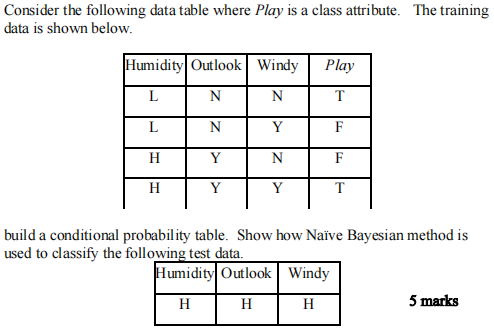 Consider the following data table where Play is a class attribute. The training
data is shown below.
Humidity Outlook Windy Play
L N N T
L N Y F
H Y N F
H Y Y T
build a conditional probability table. Show how Naïve Bayesian method is
used to classify the following test data.
Humidity Outlook Windy
H H H
5 marks